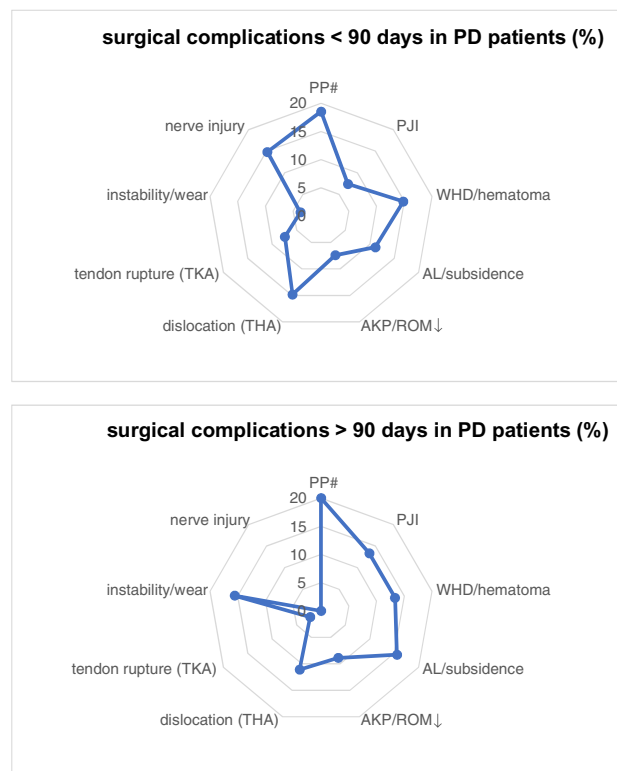 surgical complications < 90 days in PD patients (%)
PP#
20
nerve injury
15
PJI
10
instability/wear
5
WHD/hematoma
0
tendon rupture (TKA)
AL/subsidence
dislocation (THA)
AKP/ROM↓
surgical complications > 90 days in PD patients (%)
PP#
20
nerve injury
15
PJI
10
instability/wear
5
WHD/hematoma
0
tendon rupture (TKA)
AL/subsidence
dislocation (THA)
AKP/ROM↓